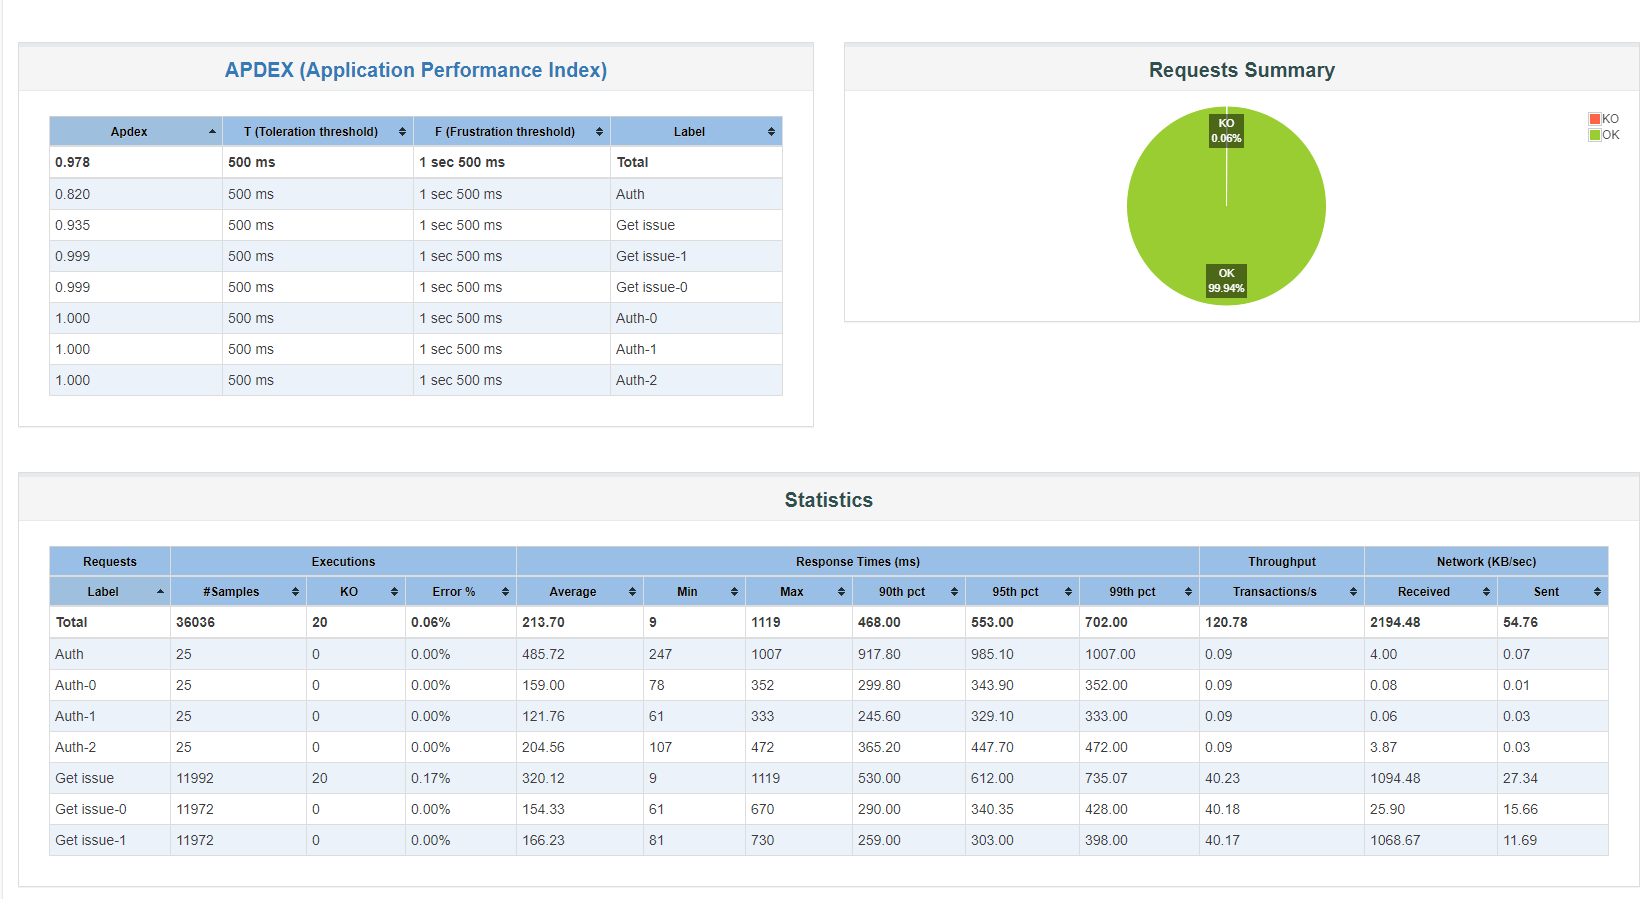 APDEX (Application Performance Index)
Apdex T (Toleration threshold) F (Frustration threshold) Label
0.978 500 ms 1 sec 500 ms Total
0.820 500 ms 1 sec 500 ms Auth
0.935 500 ms 1 sec 500 ms Get issue
0.999 500 ms 1 sec 500 ms Get issue-1
0.999 500 ms 1 sec 500 ms Get issue-0
1.000 500 ms 1 sec 500 ms Auth-0
1.000 500 ms 1 sec 500 ms Auth-1
1.000 500 ms 1 sec 500 ms Auth-2
Requests Summary
KO
0.06%
OK
99.94%
KO
OK
Statistics
Requests Executions Response Times (ms) Throughput Network (KB/sec)
Label #Samples KO Error % Average Min Max 90th pct 95th pct 99th pct Transactions/s Received Sent
Total 36036 20 0.06% 213.70 9 1119 468.00 553.00 702.00 120.78 2194.48 54.76
Auth 25 0 0.00% 485.72 247 1007 917.80 985.10 1007.00 0.09 4.00 0.07
Auth-0 25 0 0.00% 159.00 78 352 299.80 343.90 352.00 0.09 0.08 0.01
Auth-1 25 0 0.00% 121.76 61 333 245.60 329.10 333.00 0.09 0.06 0.03
Auth-2 25 0 0.00% 204.56 107 472 365.20 447.70 472.00 0.09 3.87 0.03
Get issue 11992 20 0.17% 320.12 9 1119 530.00 612.00 735.07 40.23 1094.48 27.34
Get issue-0 11972 0 0.00% 154.33 61 670 290.00 340.35 428.00 40.18 25.90 15.66
Get issue-1 11972 0 0.00% 166.23 81 730 259.00 303.00 398.00 40.17 1068.67 11.69